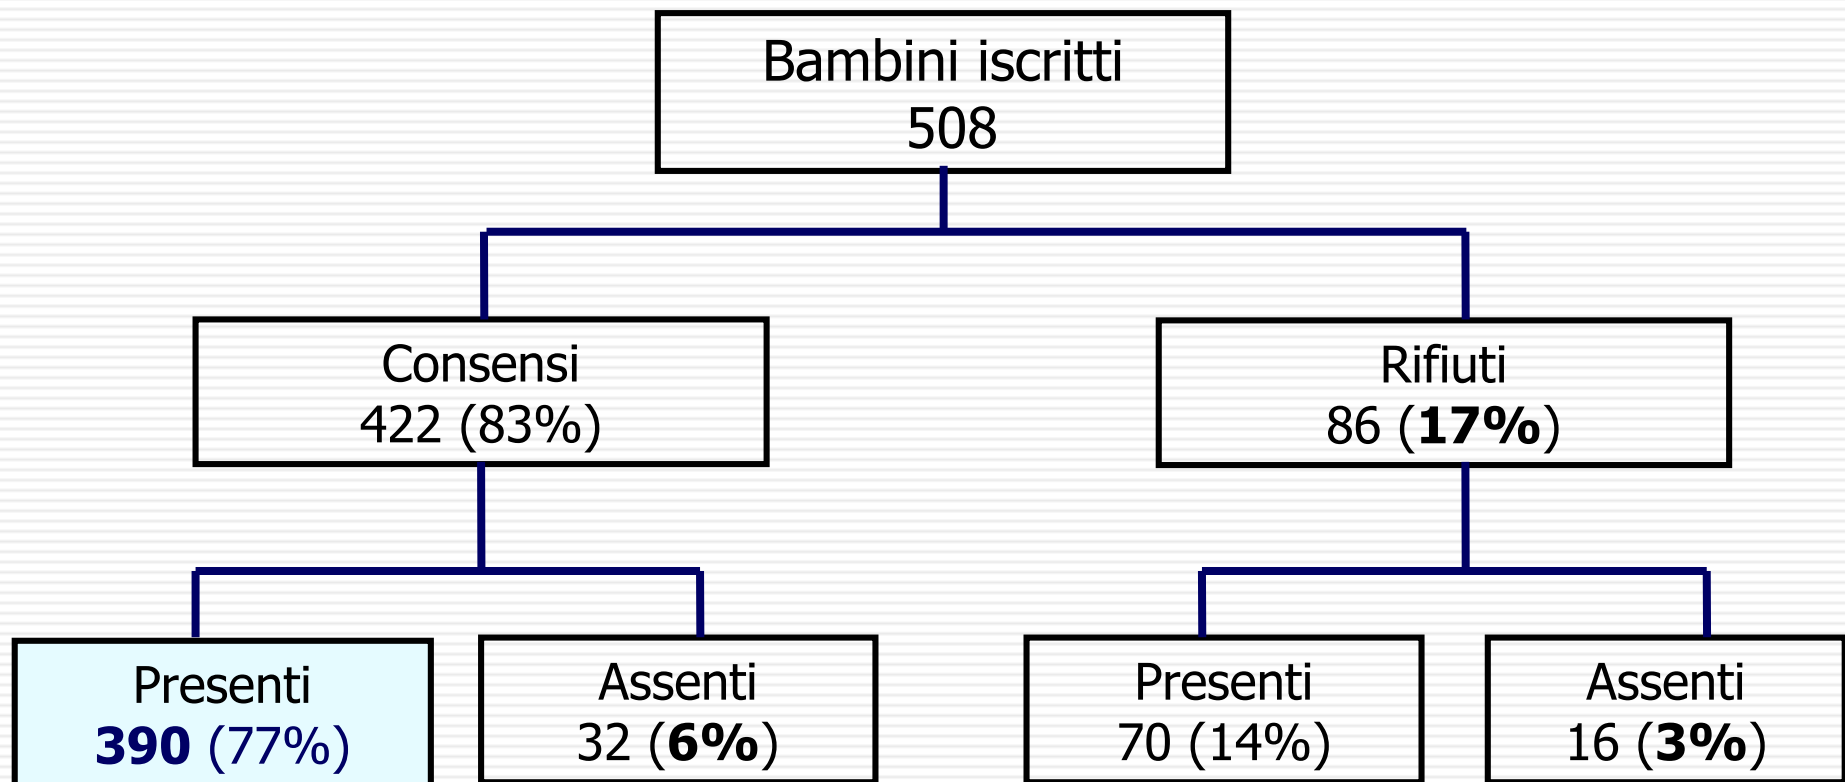 Bambini iscritti
508
Consensi
422 (83%)
Rifiuti
86 (17%)
Presenti
390 (77%)
Assenti
32 (6%)
Presenti
70 (14%)
Assenti
16 (3%)